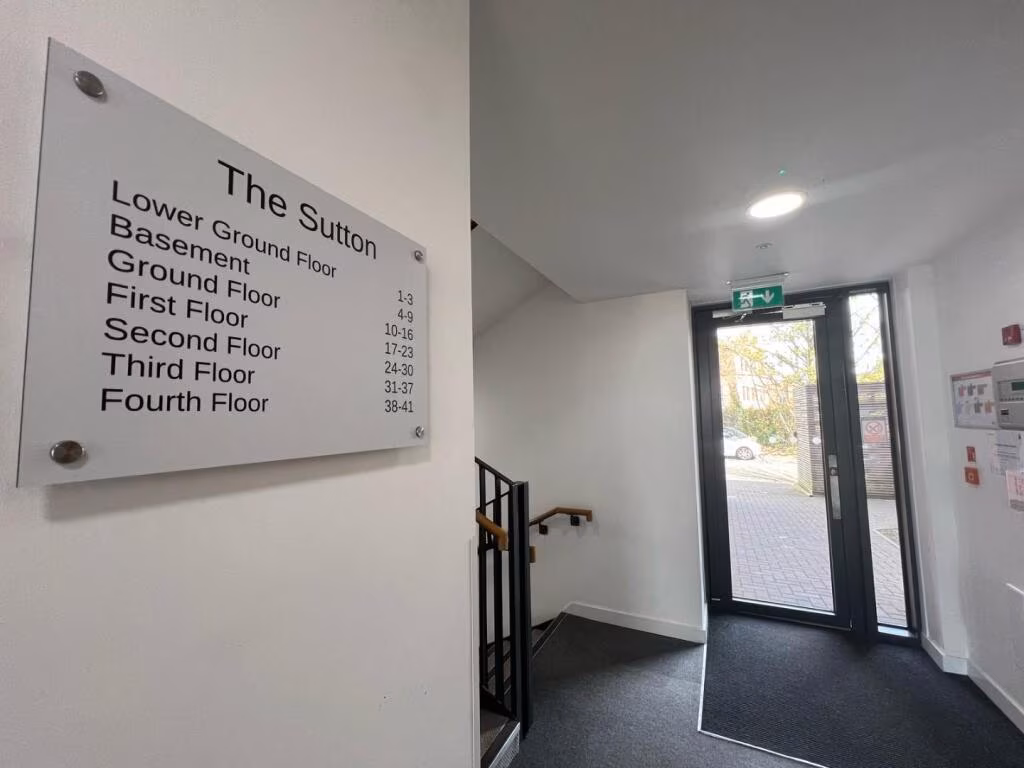 The Sutton
Lower Ground Floor 1-3
Basement 4-9
Ground Floor 10-16
First Floor 17-23
Second Floor 24-30
Third Floor 31-37
Fourth Floor 38-41